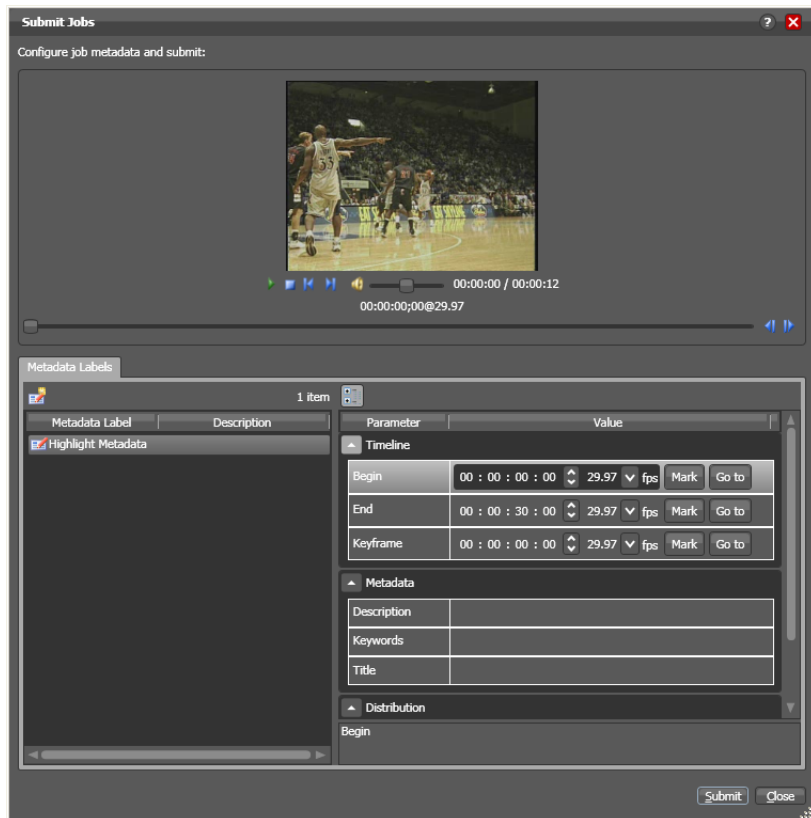 Submit Jobs
?
Configure job metadata and submit:
53
00:00:00 / 00:00:12
00:00:00;00@29.97
Metadata Labels
1 item
Metadata Label Description
Highlight Metadata
Parameter Value
Timeline
Begin 00 : 00 : 00 : 00 29.97 fps Mark Go to
End 00 : 00 : 30 : 00 29.97 fps Mark Go to
Keyframe 00 : 00 : 00 : 00 29.97 fps Mark Go to
Metadata
Description
Keywords
Title
Distribution
Begin
Submit Close